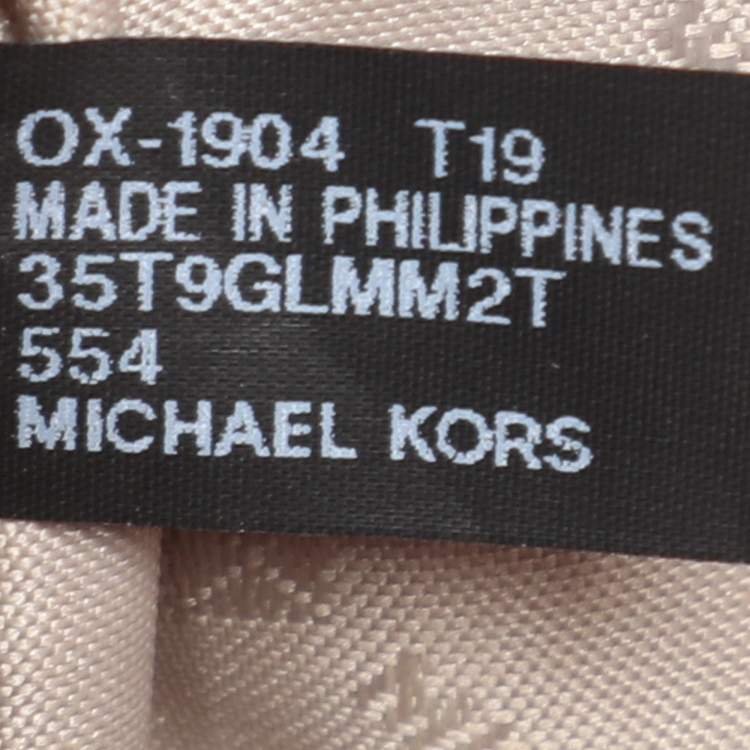 OX-1904 T19
MADE IN PHILIPPINES
35T9GLMM2T
554
MICHAEL KORS